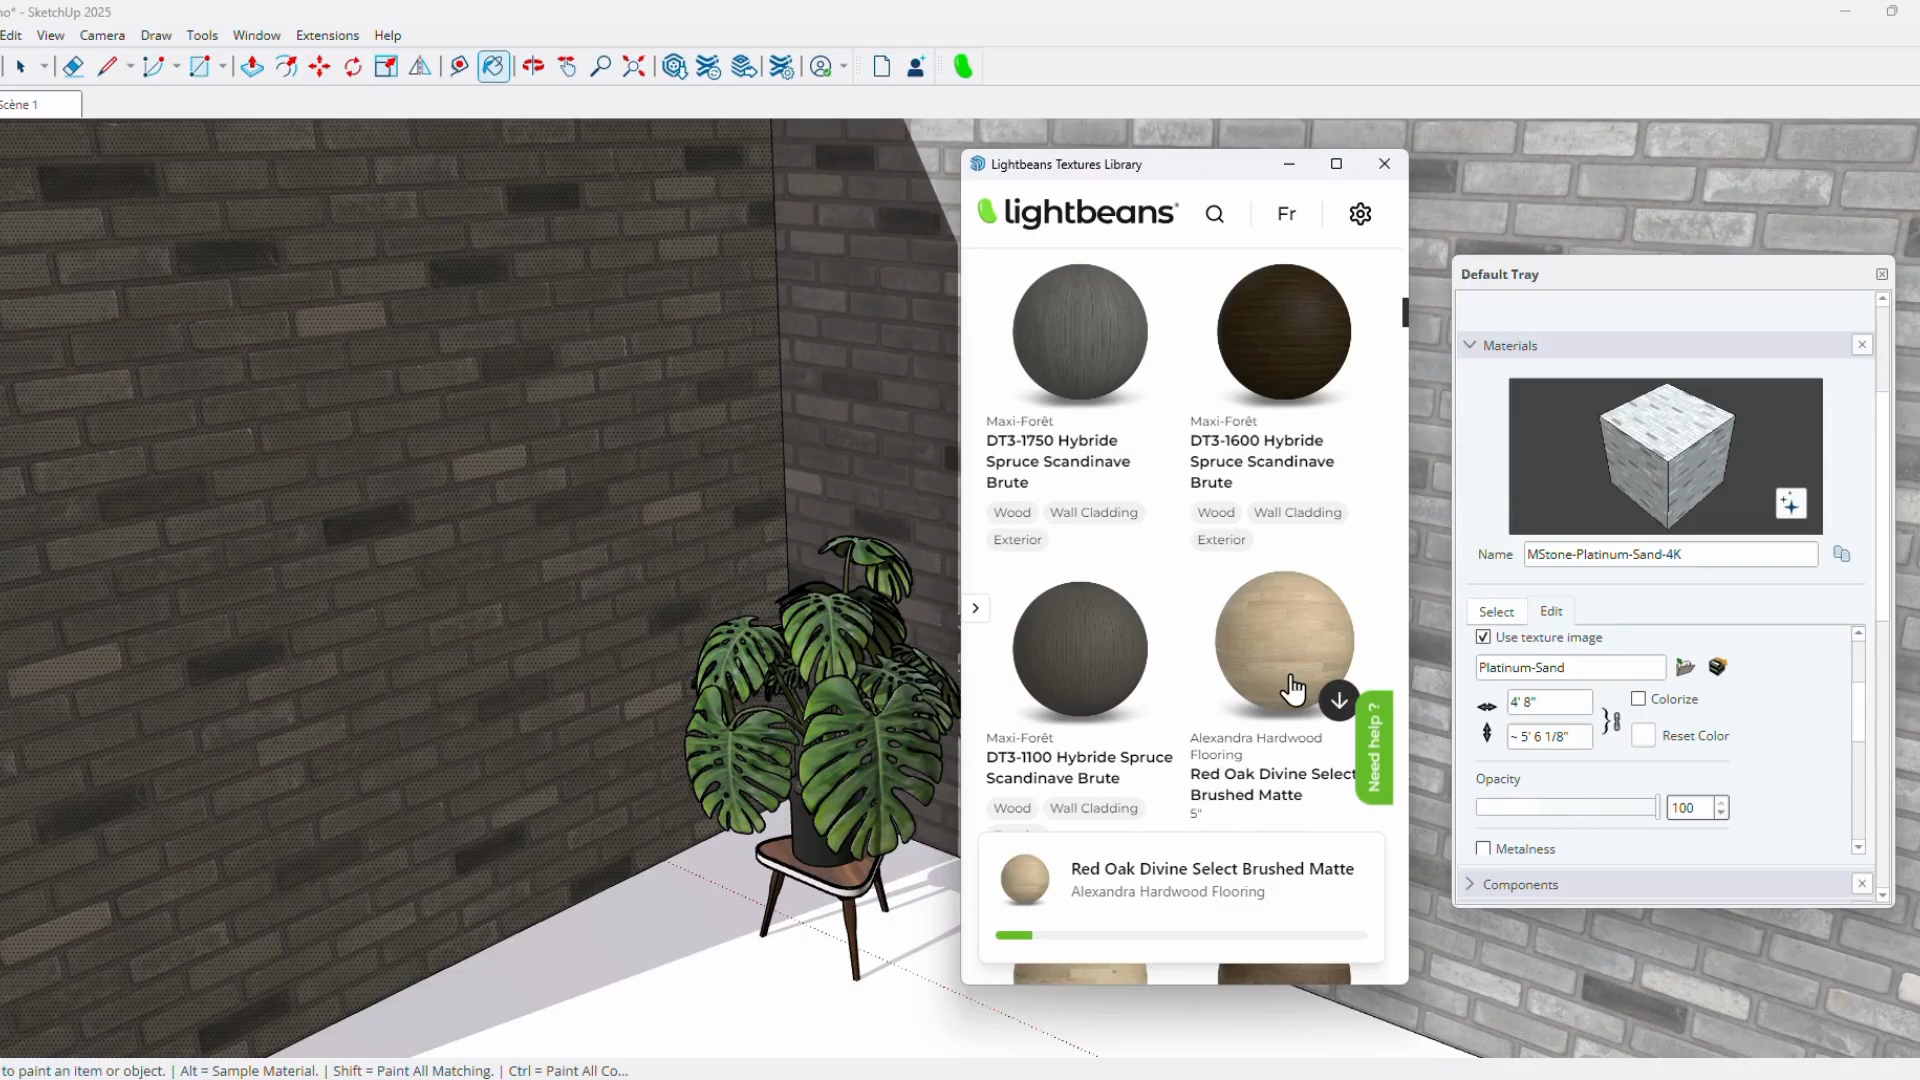 no* - SketchUp 2025
Edit View Camera Draw Tools Window Extensions Help
Scène 1
Lightbeans Textures Library
lightbeans®
Fr
Maxi-Forêt
DT3-1750 Hybride
Spruce Scandinave
Brute
Wood Wall Cladding
Exterior
Maxi-Forêt
DT3-1600 Hybride
Spruce Scandinave
Brute
Wood Wall Cladding
Exterior
Maxi-Forêt
DT3-1100 Hybride Spruce
Scandinave Brute
Wood Wall Cladding
Alexandra Hardwood
Flooring
Red Oak Divine Select
Brushed Matte
5"
Need help ?
Red Oak Divine Select Brushed Matte
Alexandra Hardwood Flooring
Default Tray
Materials
Name MStone-Platinum-Sand-4K
Select Edit
Use texture image
Platinum-Sand
4' 8"
Colorize
~ 5' 6 1/8"
Reset Color
Opacity
100
Metalness
Components
to paint an item or object. | Alt = Sample Material. | Shift = Paint All Matching. | Ctrl = Paint All Co...